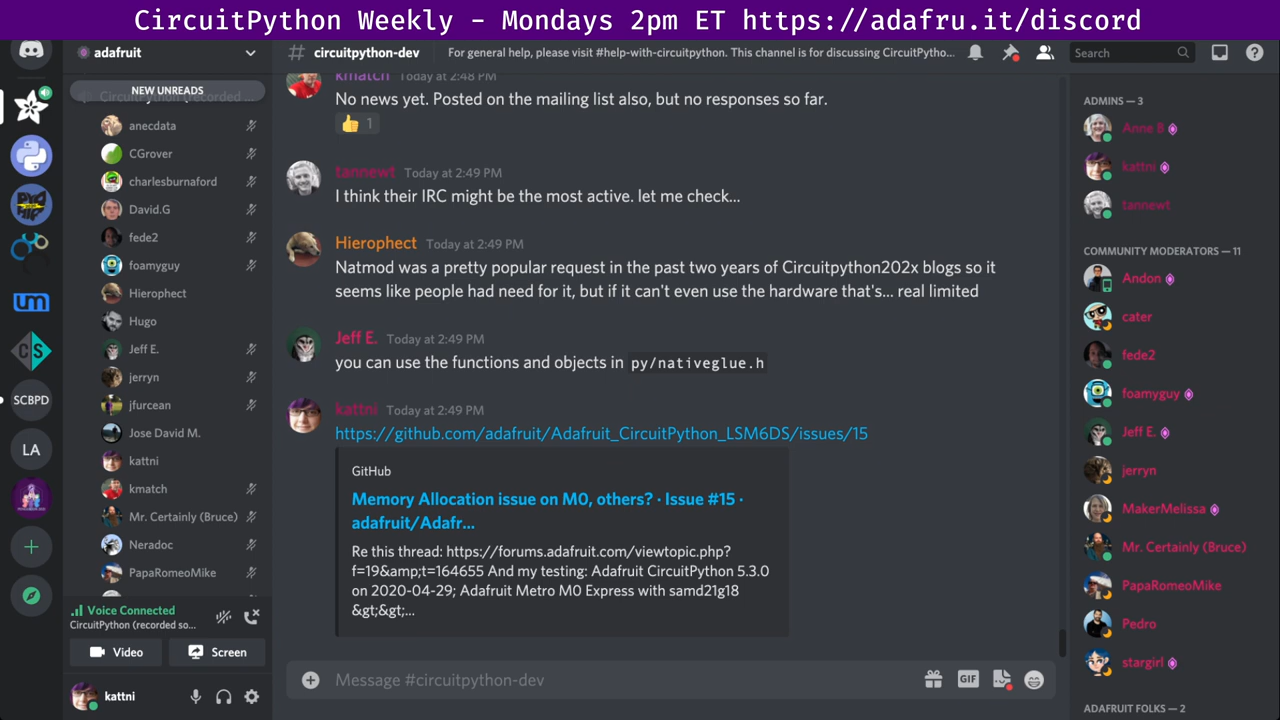 CircuitPython Weekly - Mondays 2pm ET https://adafru.it/discord
adafruit
# circuitpython-dev
For general help, please visit #help-with-circuitpython. This channel is for discussing CircuitPytho...
Search
NEW UNREADS
CircuitPython (recorded ...
anecdata
CGrover
charlesburnaford
David.G
fede2
foamyguy
Hierophect
Hugo
Jeff E.
jerryn
jfurcean
Jose David M.
kattni
kmatch
Mr. Certainly (Bruce)
Neradoc
PapaRomeoMike
Voice Connected
CircuitPython (recorded so...
Video
Screen
kattni
SCBPD
LA
kmatch Today at 2:48 PM
No news yet. Posted on the mailing list also, but no responses so far.
👍 1
tannewt Today at 2:49 PM
I think their IRC might be the most active. let me check...
Hierophect Today at 2:49 PM
Natmod was a pretty popular request in the past two years of Circuitpython202x blogs so it
seems like people had need for it, but if it can't even use the hardware that's... real limited
Jeff E. Today at 2:49 PM
you can use the functions and objects in py/nativeglue.h
kattni Today at 2:49 PM
https://github.com/adafruit/Adafruit_CircuitPython_LSM6DS/issues/15
GitHub
Memory Allocation issue on M0, others? · Issue #15 ·
adafruit/Adafr...
Re this thread: https://forums.adafruit.com/viewtopic.php?
f=19&amp;t=164655 And my testing: Adafruit CircuitPython 5.3.0
on 2020-04-29; Adafruit Metro M0 Express with samd21g18
&gt;&gt;...
Message #circuitpython-dev
GIF
ADMINS — 3
Anne B
kattni
tannewt
COMMUNITY MODERATORS — 11
Andon
cater
fede2
foamyguy
Jeff E.
jerryn
MakerMelissa
Mr. Certainly (Bruce)
PapaRomeoMike
Pedro
stargirl
ADAFRUIT FOLKS — 2